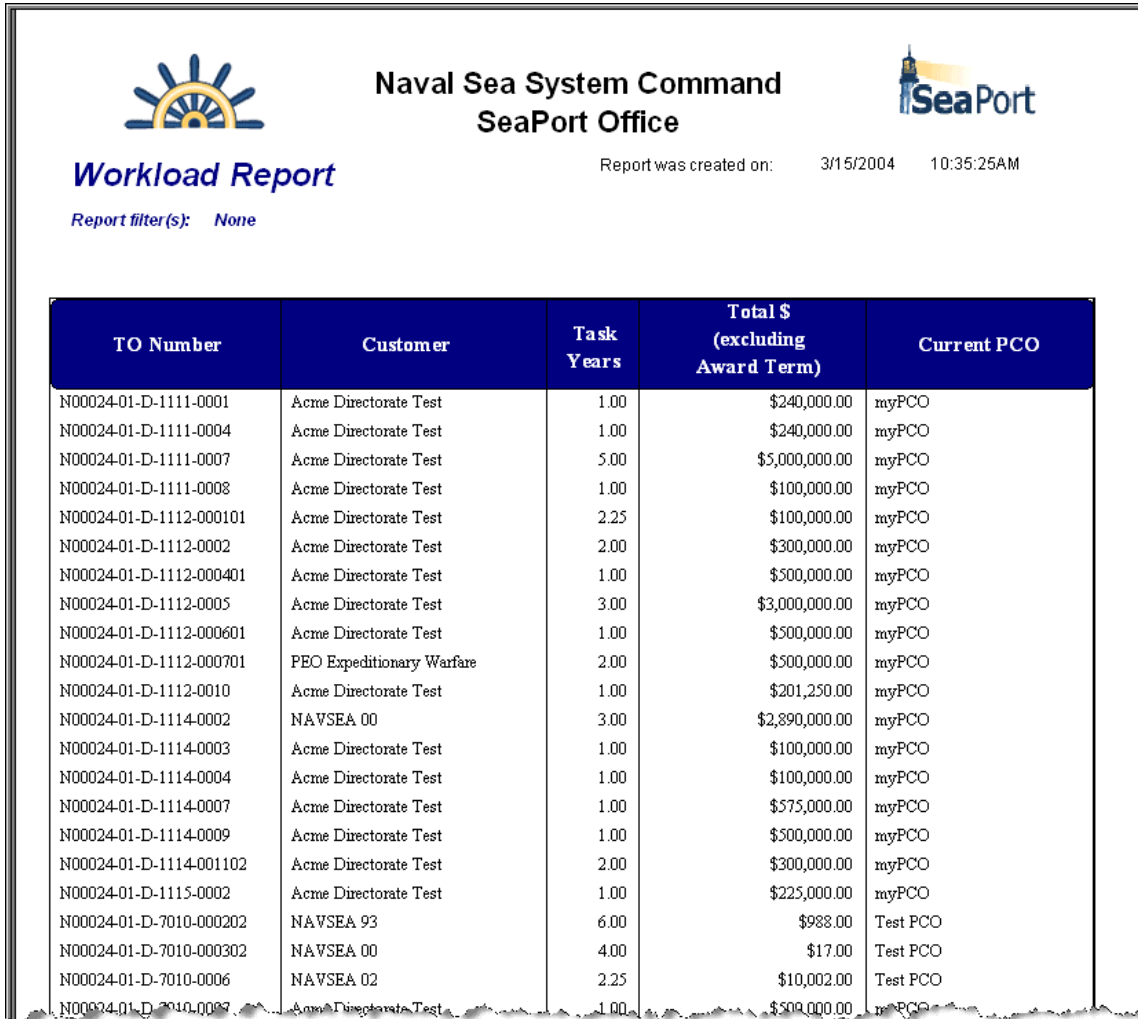 Naval Sea System Command
SeaPort Office
SeaPort
Workload Report
Report was created on: 3/15/2004 10:35:25AM
Report filter(s): None
TO Number Customer Task Years Total $ (excluding Award Term) Current PCO
N00024-01-D-1111-0001 Acme Directorate Test 1.00 $240,000.00 myPCO
N00024-01-D-1111-0004 Acme Directorate Test 1.00 $240,000.00 myPCO
N00024-01-D-1111-0007 Acme Directorate Test 5.00 $5,000,000.00 myPCO
N00024-01-D-1111-0008 Acme Directorate Test 1.00 $100,000.00 myPCO
N00024-01-D-1112-000101 Acme Directorate Test 2.25 $100,000.00 myPCO
N00024-01-D-1112-0002 Acme Directorate Test 2.00 $300,000.00 myPCO
N00024-01-D-1112-000401 Acme Directorate Test 1.00 $500,000.00 myPCO
N00024-01-D-1112-0005 Acme Directorate Test 3.00 $3,000,000.00 myPCO
N00024-01-D-1112-000601 Acme Directorate Test 1.00 $500,000.00 myPCO
N00024-01-D-1112-000701 PEO Expeditionary Warfare 2.00 $500,000.00 myPCO
N00024-01-D-1112-0010 Acme Directorate Test 1.00 $201,250.00 myPCO
N00024-01-D-1114-0002 NAVSEA 00 3.00 $2,890,000.00 myPCO
N00024-01-D-1114-0003 Acme Directorate Test 1.00 $100,000.00 myPCO
N00024-01-D-1114-0004 Acme Directorate Test 1.00 $100,000.00 myPCO
N00024-01-D-1114-0007 Acme Directorate Test 1.00 $575,000.00 myPCO
N00024-01-D-1114-0009 Acme Directorate Test 1.00 $500,000.00 myPCO
N00024-01-D-1114-001102 Acme Directorate Test 2.00 $300,000.00 myPCO
N00024-01-D-1115-0002 Acme Directorate Test 1.00 $225,000.00 myPCO
N00024-01-D-7010-000202 NAVSEA 93 6.00 $988.00 Test PCO
N00024-01-D-7010-000302 NAVSEA 00 4.00 $17.00 Test PCO
N00024-01-D-7010-0006 NAVSEA 02 2.25 $10,002.00 Test PCO
Acme Directorate Test 1.00 myPCO